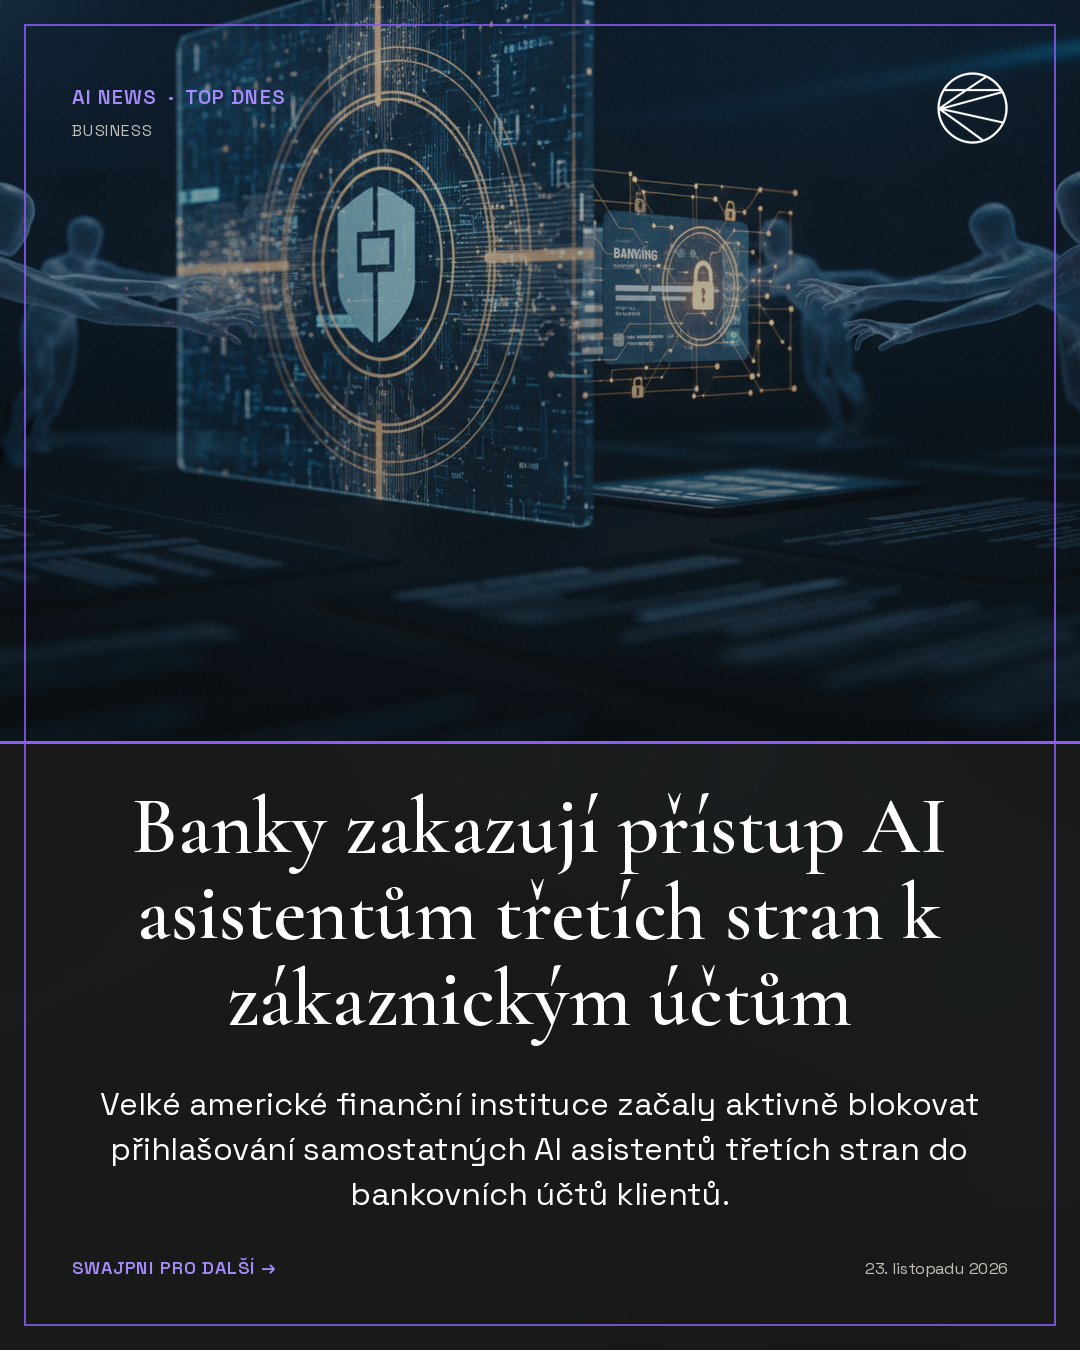 AI NEWS · TOP DNES
BUSINESS
Banky zakazují přístup AI
asistentům třetích stran k
zákaznickým účtům
Velké americké finanční instituce začaly aktivně blokovat
přihlašování samostatných AI asistentů třetích stran do
bankovních účtů klientů.
SWAJPNI PRO DALŠÍ →
23. listopadu 2026